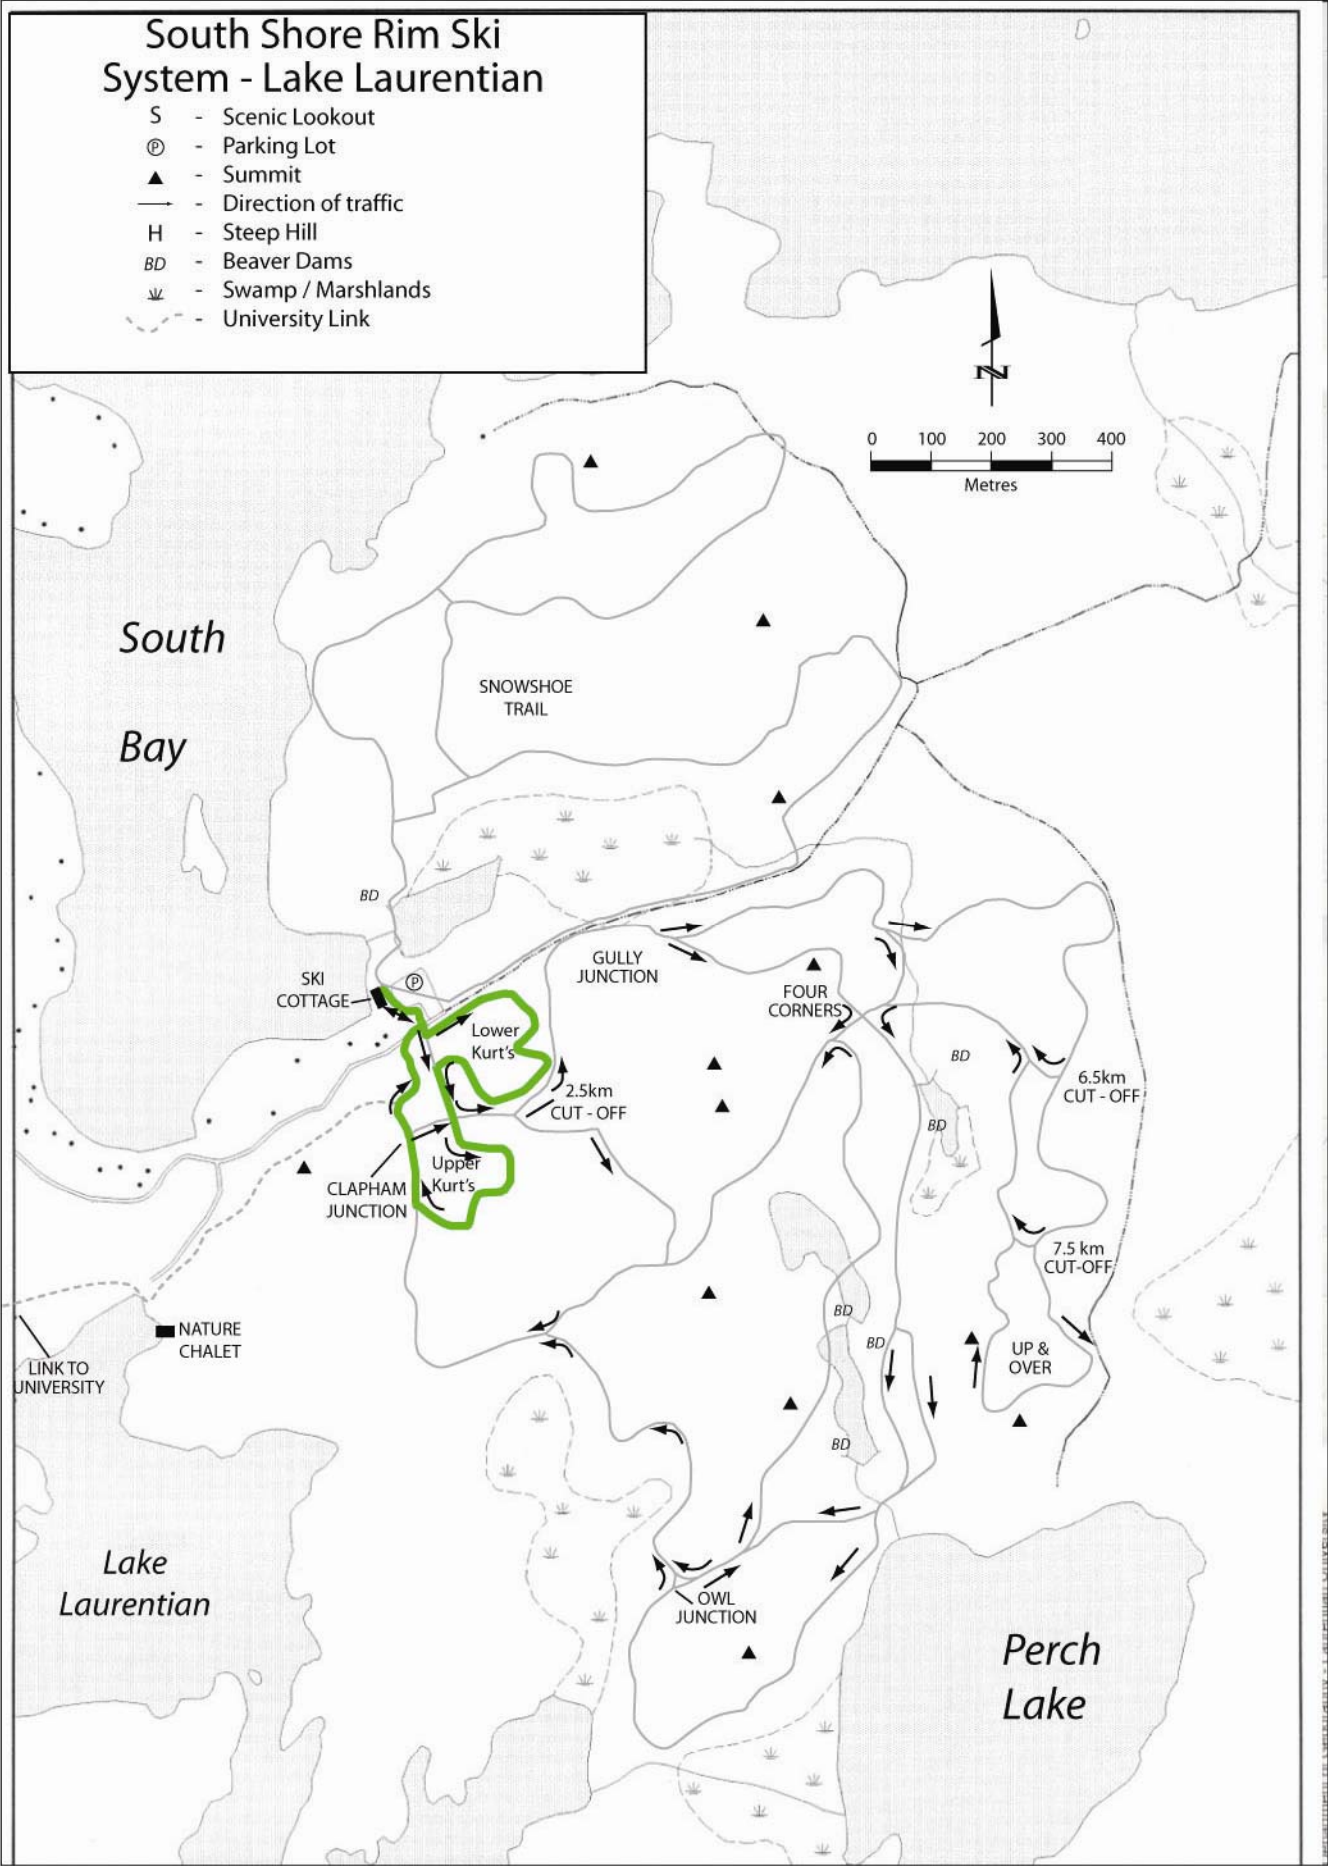 South Shore Rim Ski
System - Lake Laurentian
S - Scenic Lookout
P - Parking Lot
- Summit
- Direction of traffic
H - Steep Hill
BD - Beaver Dams
- Swamp / Marshlands
- University Link
D
N
0 100 200 300 400
Metres
South
Bay
SNOWSHOE
TRAIL
BD
SKI
COTTAGE
P
GULLY
JUNCTION
FOUR
CORNERS
Lower
Kurt's
2.5km
CUT - OFF
BD
6.5km
CUT - OFF
BD
CLAPHAM
JUNCTION
Upper
Kurt's
7.5 km
CUT-OFF
BD
BD
UP &
OVER
NATURE
CHALET
LINK TO
UNIVERSITY
BD
Lake
Laurentian
OWL
JUNCTION
Perch
Lake